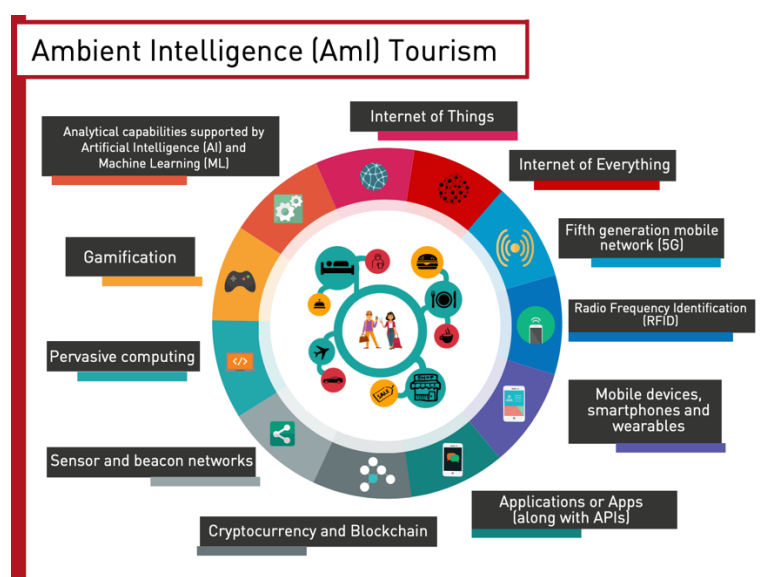 Ambient Intelligence (AmI) Tourism
Internet of Things
Analytical capabilities supported by
Artificial Intelligence (AI) and
Machine Learning (ML)
Internet of Everything
Fifth generation mobile
network (5G)
Gamification
Radio Frequency Identification
(RFID)
Pervasive computing
Mobile devices,
smartphones and
wearables
Sensor and beacon networks
Applications or Apps
(along with APIs)
Cryptocurrency and Blockchain
SALE
SHOP